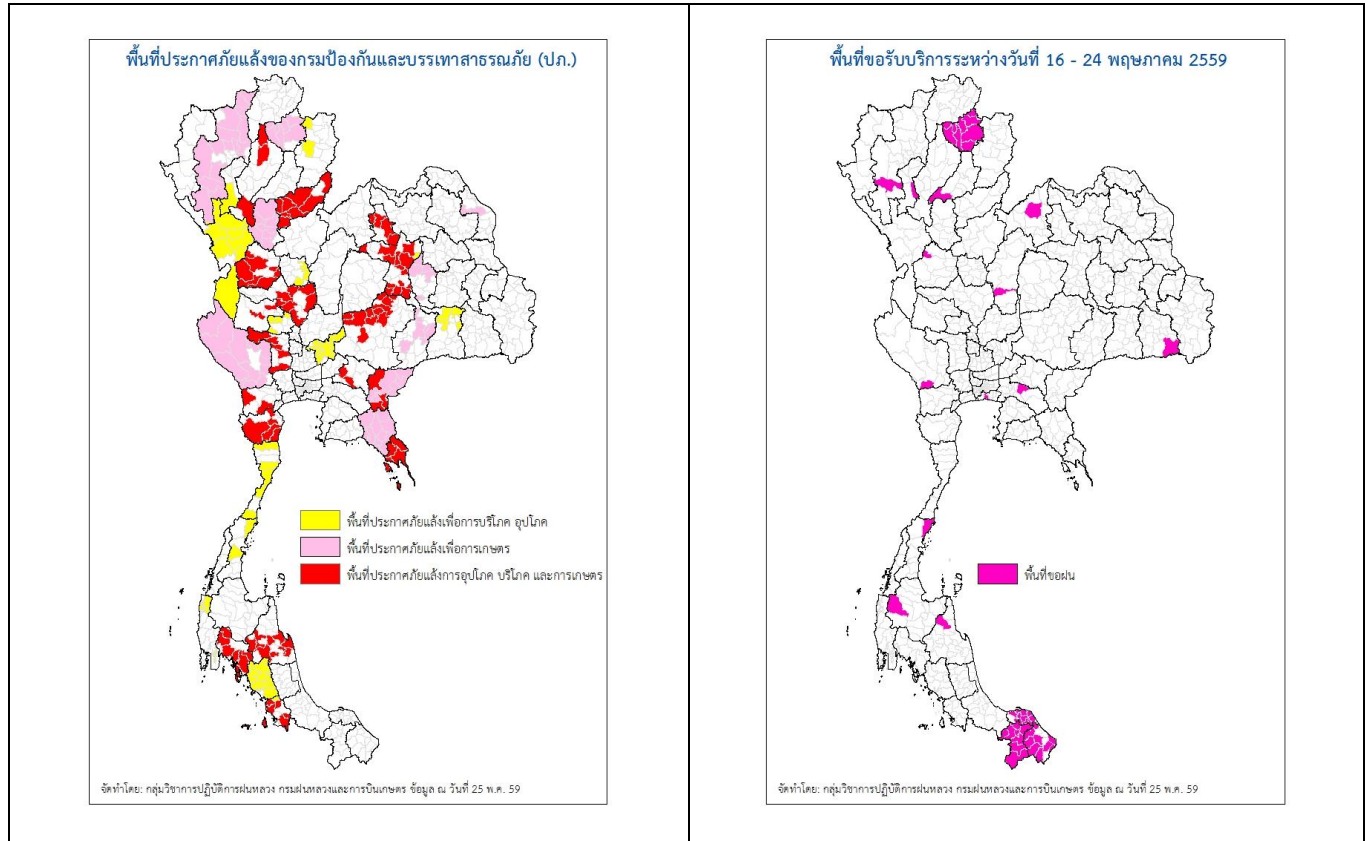 พื้นที่ประกาศภัยแล้งของกรมป้องกันและบรรเทาสาธรณภัย (ปภ.)
พื้นที่ประกาศภัยแล้งเพื่อการบริโภค อุปโภค
พื้นที่ประกาศภัยแล้งเพื่อการเกษตร
พื้นที่ประกาศภัยแล้งการอุปโภค บริโภค และการเกษตร
จัดทำโดย: กลุ่มวิชาการปฏิบัติการฝนหลวง กรมฝนหลวงและการบินเกษตร ข้อมูล ณ วันที่ 25 พ.ค. 59
พื้นที่ขอรับบริการระหว่างวันที่ 16 - 24 พฤษภาคม 2559
พื้นที่ขอฝน
จัดทำโดย: กลุ่มวิชาการปฏิบัติการฝนหลวง กรมฝนหลวงและการบินเกษตร ข้อมูล ณ วันที่ 25 พ.ค. 59